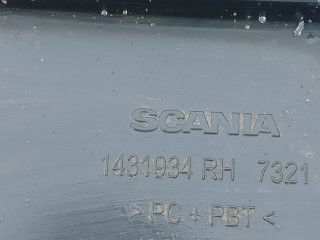 SCANIA
1431934 RH 7321
> PC + PBT <